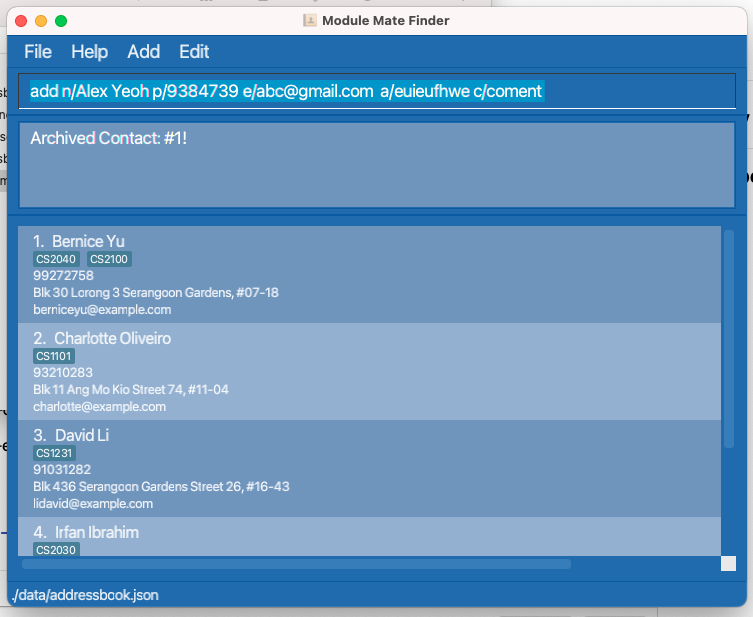 Module Mate Finder
File Help Add Edit
add n/Alex Yeoh p/9384739 e/abc@gmail.com  a/euieufhwe c/coment
Archived Contact: #1!
1. Bernice Yu
CS2040 CS2100
99272758
Blk 30 Lorong 3 Serangoon Gardens, #07-18
berniceyu@example.com
2. Charlotte Oliveiro
CS1101
93210283
Blk 11 Ang Mo Kio Street 74, #11-04
charlotte@example.com
3. David Li
CS1231
91031282
Blk 436 Serangoon Gardens Street 26, #16-43
lidavid@example.com
4. Irfan Ibrahim
CS2030
./data/addressbook.json